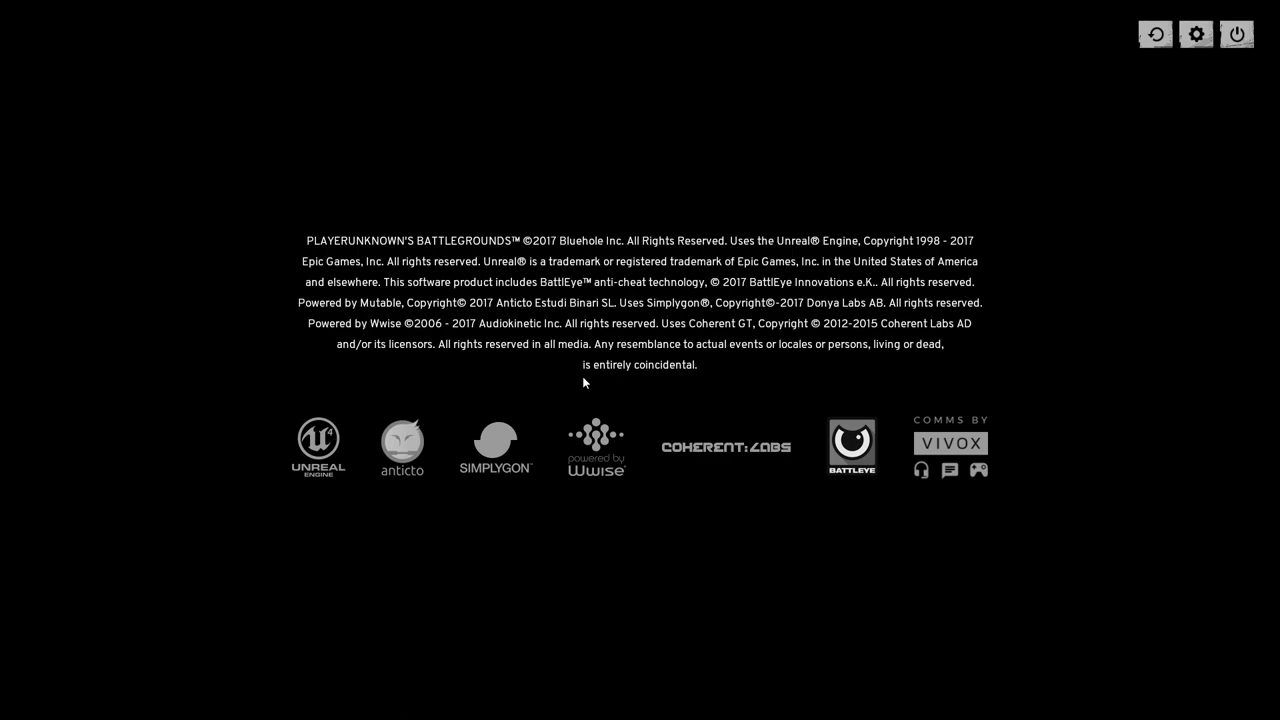 PLAYERUNKNOWN'S BATTLEGROUNDS™ ©2017 Bluehole Inc. All Rights Reserved. Uses the Unreal® Engine, Copyright 1998 - 2017
Epic Games, Inc. All rights reserved. Unreal® is a trademark or registered trademark of Epic Games, Inc. in the United States of America
and elsewhere. This software product includes BattlEye™ anti-cheat technology, © 2017 BattlEye Innovations e.K.. All rights reserved.
Powered by Mutable, Copyright© 2017 Anticto Estudi Binari SL. Uses Simplygon®, Copyright©-2017 Donya Labs AB. All rights reserved.
Powered by Wwise ©2006 - 2017 Audiokinetic Inc. All rights reserved. Uses Coherent GT, Copyright © 2012-2015 Coherent Labs AD
and/or its licensors. All rights reserved in all media. Any resemblance to actual events or locales or persons, living or dead,
is entirely coincidental.
U4
UNREAL
ENGINE
anticto
SIMPLYGON™
powered by
Wwise®
COHERENT:LABS
BATTLEYE
COMMS BY
VIVOX